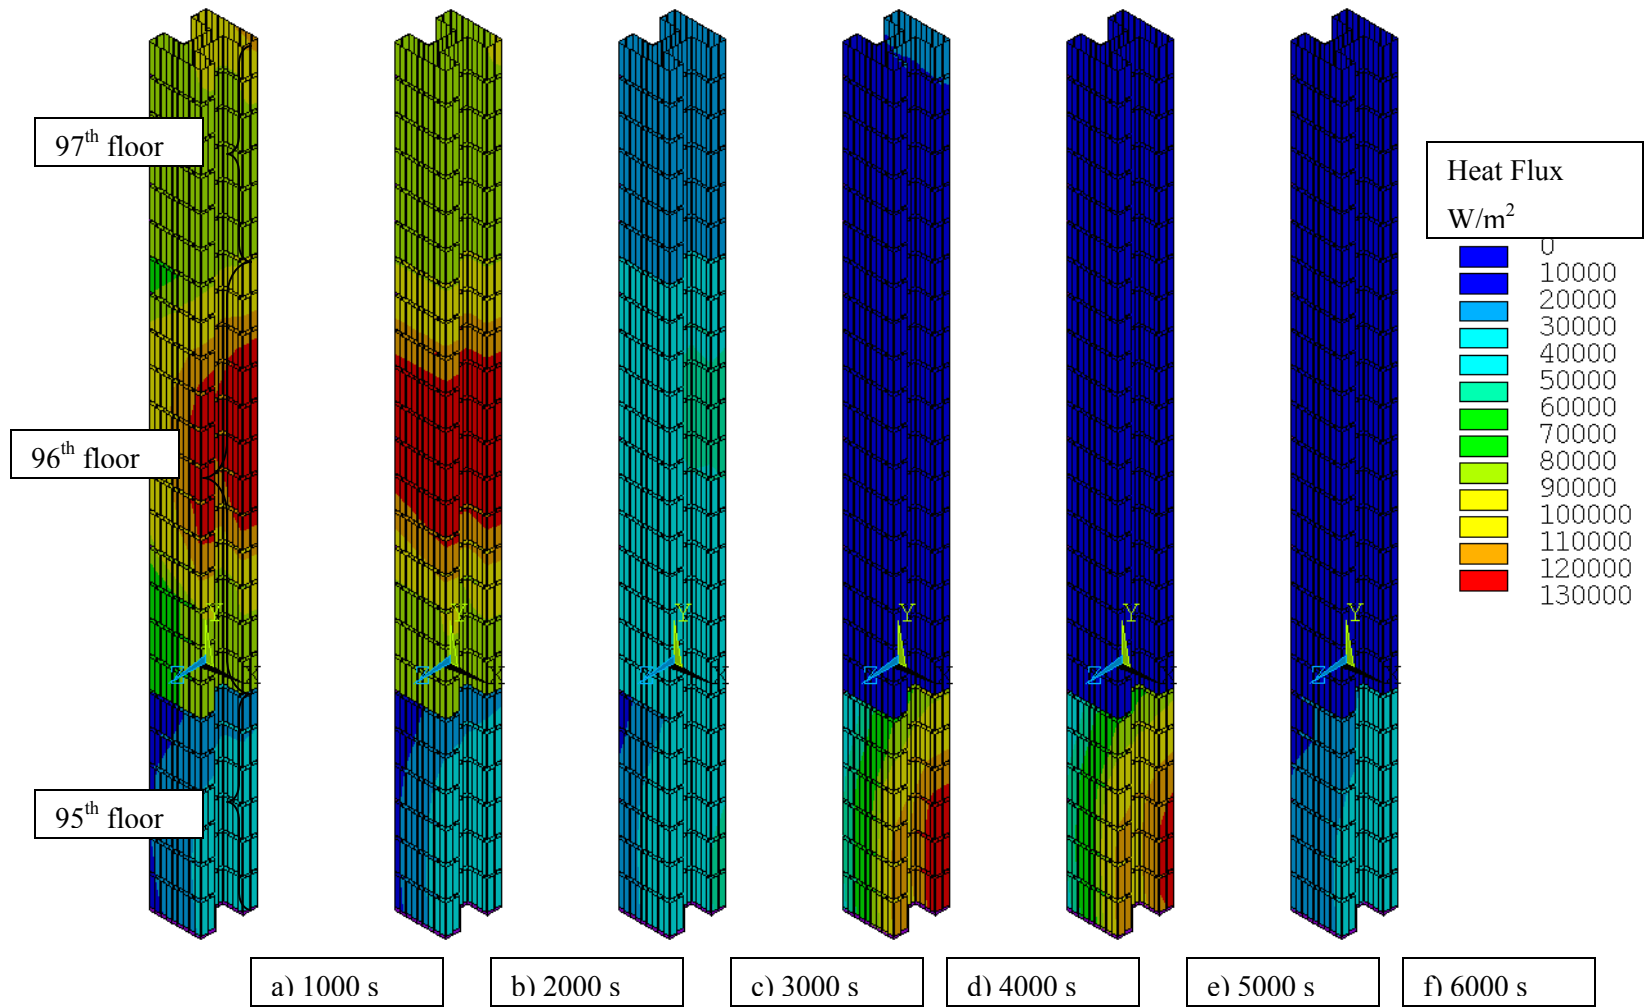 97th floor
96th floor
95th floor
Heat Flux
W/m2
0
10000
20000
30000
40000
50000
60000
70000
80000
90000
100000
110000
120000
130000
Y
Z
X
Y
Z
X
Y
Z
X
Y
Z
Y
Z
Y
Z
a) 1000 s
b) 2000 s
c) 3000 s
d) 4000 s
e) 5000 s
f) 6000 s